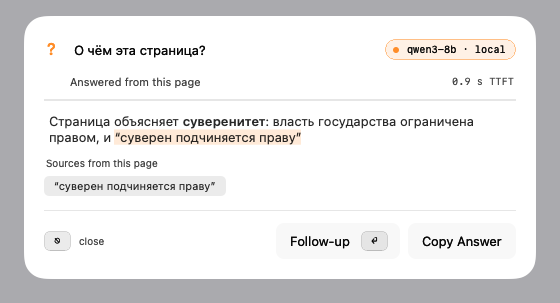 ? О чём эта страница?
qwen3-8b · local
Answered from this page
0.9 s TTFT
Страница объясняет суверенитет: власть государства ограничена
правом, и “суверен подчиняется праву”
Sources from this page
“суверен подчиняется праву”
close
Follow-up
Copy Answer